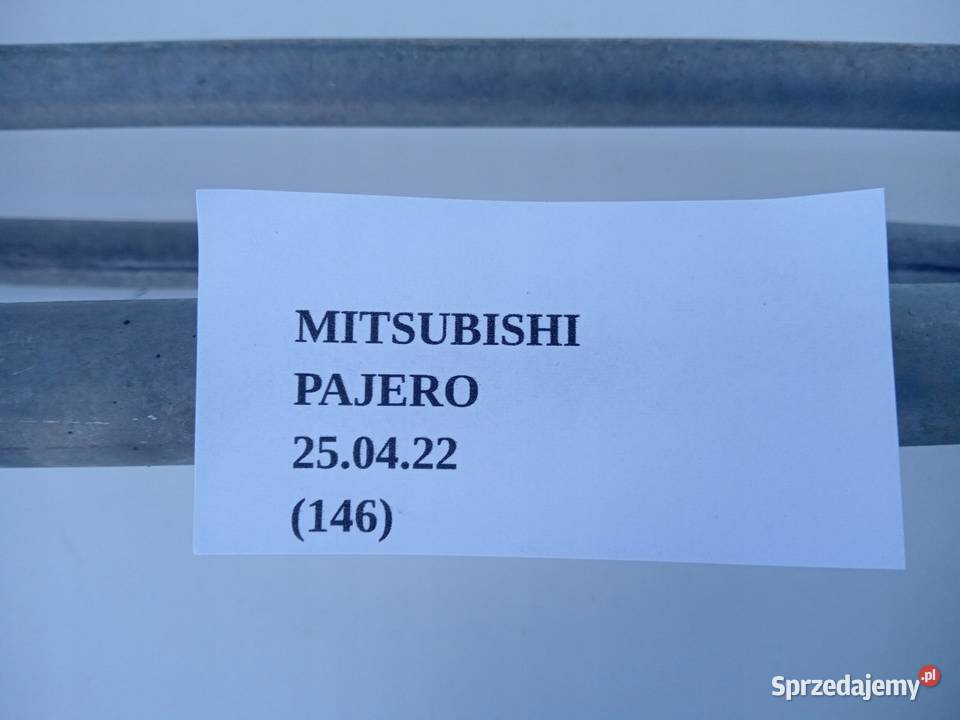 MITSUBISHI
PAJERO
25.04.22
(146)
Sprzedajemy.pl